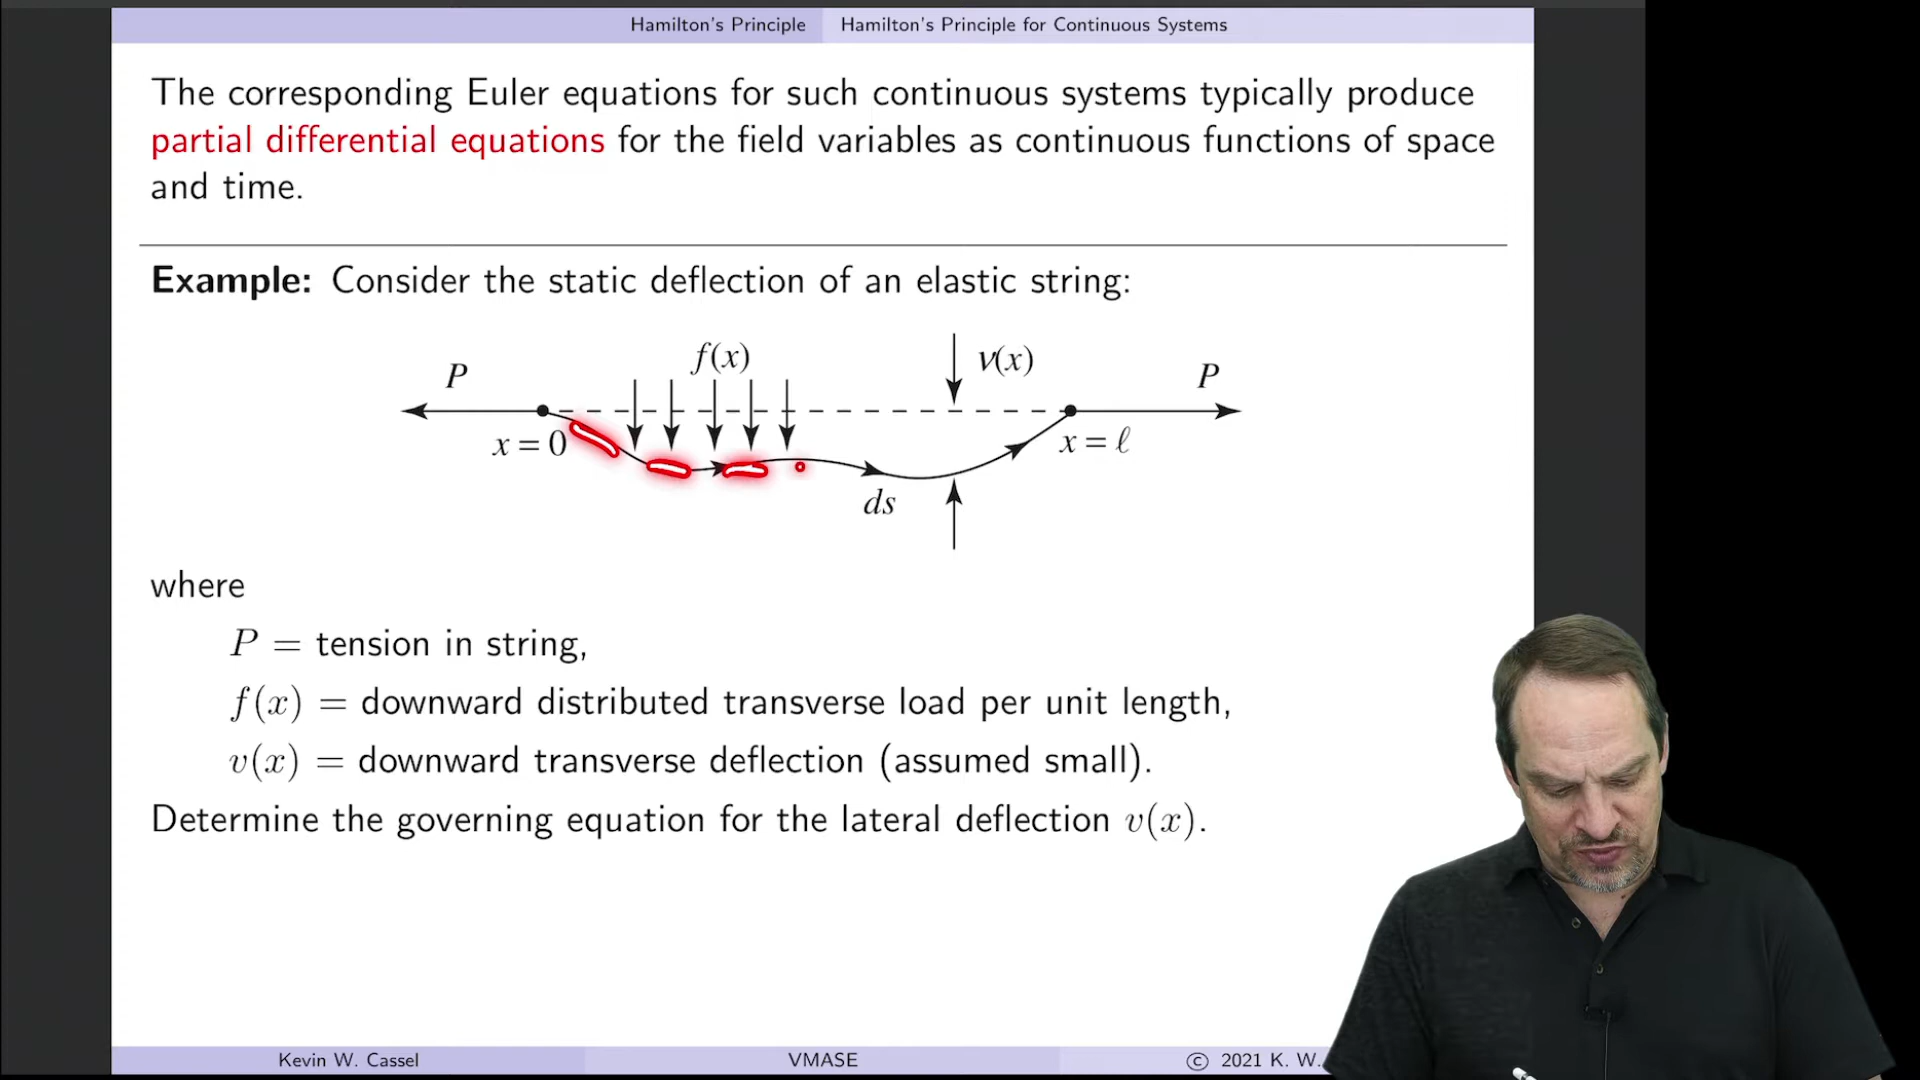 Hamilton's Principle Hamilton's Principle for Continuous Systems
The corresponding Euler equations for such continuous systems typically produce
partial differential equations for the field variables as continuous functions of space
and time.
Example: Consider the static deflection of an elastic string:
f(x) v(x)
P P
x = 0 x = ℓ
ds
where
P = tension in string,
f(x) = downward distributed transverse load per unit length,
v(x) = downward transverse deflection (assumed small).
Determine the governing equation for the lateral deflection v(x).
Kevin W. Cassel VMASE © 2021 K. W.